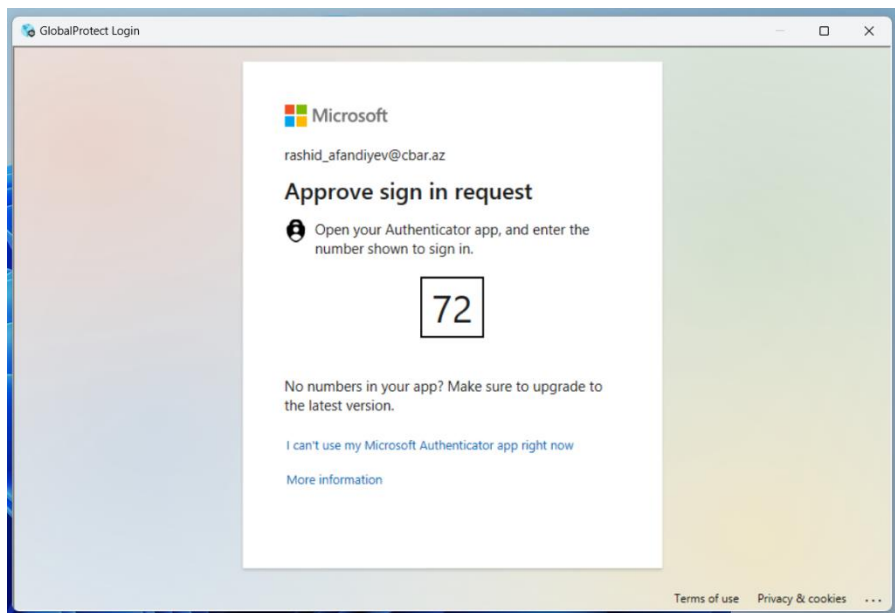 GlobalProtect Login
Microsoft
rashid_afandiyev@cbar.az
Approve sign in request
Open your Authenticator app, and enter the
number shown to sign in.
72
No numbers in your app? Make sure to upgrade to
the latest version.
I can't use my Microsoft Authenticator app right now
More information
Terms of use Privacy & cookies ...